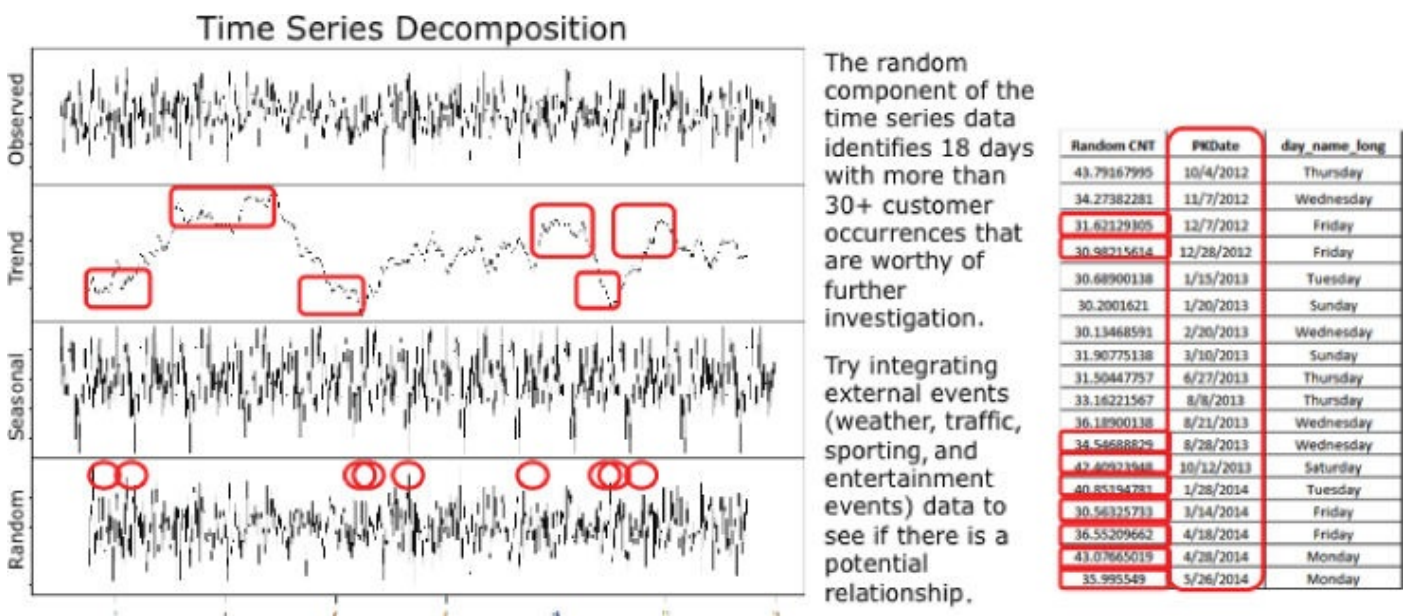 Time Series Decomposition
Observed
Trend
Seasonal
Random
The random
component of the
time series data
identifies 18 days
with more than
30+ customer
occurrences that
are worthy of
further
investigation.
Try integrating
external events
(weather, traffic,
sporting, and
entertainment
events) data to
see if there is a
potential
relationship.
Random CNT PKDate day_name_long
43.79167995 10/4/2012 Thursday
34.27382281 11/7/2012 Wednesday
31.62129305 12/7/2012 Friday
30.98215614 12/28/2012 Friday
30.68900138 1/15/2013 Tuesday
30.2001621 1/20/2013 Sunday
30.13468591 2/20/2013 Wednesday
31.90775138 3/10/2013 Sunday
31.50447757 6/27/2013 Thursday
33.16221567 8/8/2013 Thursday
36.18900138 8/21/2013 Wednesday
34.54688829 8/28/2013 Wednesday
42.40923948 10/12/2013 Saturday
40.85194781 1/28/2014 Tuesday
30.56325733 3/14/2014 Friday
36.55209662 4/18/2014 Friday
43.07665019 4/28/2014 Monday
35.995549 5/26/2014 Monday